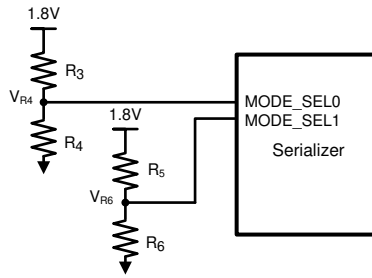 1.8V
R3
VR4
R4
1.8V
R5
VR6
R6
MODE_SEL0
MODE_SEL1
Serializer